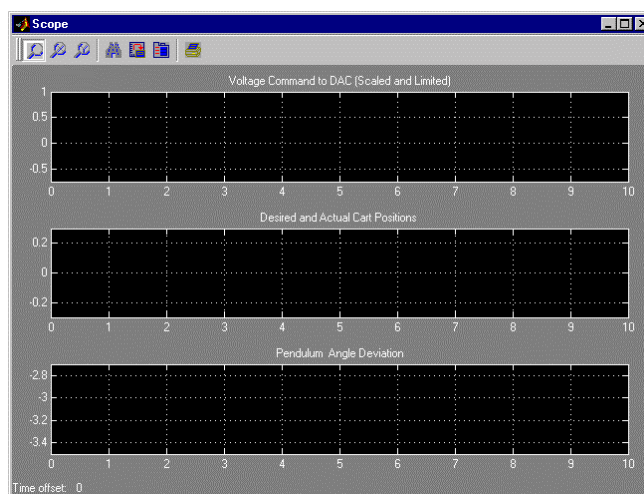 Scope
Voltage Command to DAC (Scaled and Limited)
1
0.5
0
-0.5
0 1 2 3 4 5 6 7 8 9 10
Desired and Actual Cart Positions
0.2
0
-0.2
0 1 2 3 4 5 6 7 8 9 10
Pendulum Angle Deviation
-2.8
-3
-3.2
-3.4
0 1 2 3 4 5 6 7 8 9 10
Time offset: 0